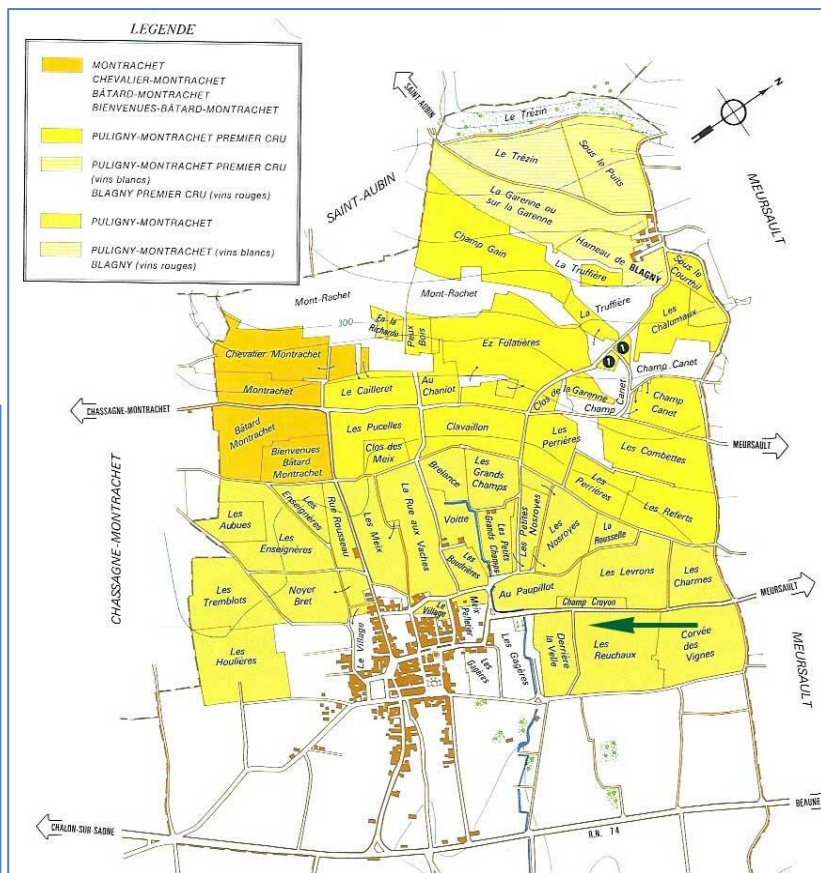 LEGENDE
MONTRACHET
CHEVALIER-MONTRACHET
BÂTARD-MONTRACHET
BIENVENUES-BÂTARD-MONTRACHET
PULIGNY-MONTRACHET PREMIER CRU
PULIGNY-MONTRACHET PREMIER CRU
(vins blancs)
BLAGNY PREMIER CRU (vins rouges)
PULIGNY-MONTRACHET
PULIGNY-MONTRACHET (vins blancs)
BLAGNY (vins rouges)
N
SAINT-AUBIN
Le Trézin
Le Trézin
Sous le Puits
SAINT-AUBIN
MEURSAULT
La Garenne ou
sur la Garenne
Champ Gain
Hameau de BLAGNY
La Truffière
Sous le
Courthil
Mont-Rachet
Mont-Rachet
La Truffière
Les
Chalomaux
300
En la
Richarde
Peux
Bois
Ez Folatières
1
1
Chevalier Montrachet
Champ Canet
Montrachet
Le Cailleret
Au
Chaniot
Clos de la Garenne
Champ
Canet
Champ
Canet
CHASSAGNE-MONTRACHET
Bâtard
Montrachet
Les Pucelles
Clavaillon
Les
Perrières
Les Combettes
MEURSAULT
Bienvenues
Bâtard
Montrachet
Clos des
Meix
CHASSAGNE-MONTRACHET
Brelance
Les
Grands
Champs
Les
Perrières
Les Referts
Les
Aubues
Les
Enseignères
Rue Rousseau
Les Meix
La Rue aux
Vaches
Voitte
Les Petits
Grands Champs
Les Petites
Nosroyes
Les
Nosroyes
La
Rousselle
Les
Enseignères
Les Boudrières
Les
Tremblots
Noyer
Bret
Au Paupillot
Les Levrons
Les
Charmes
MEURSAULT
Le
Village
Meix
Pelletier
Champ Croyon
Les
Houlières
Le Village
Les
Gagères
Les Gagères
Derrière
la Velle
Les
Reuchaux
Corvée
des
Vignes
MEURSAULT
CHALON-SUR-SAONE
R.N. 74
BEAUNE